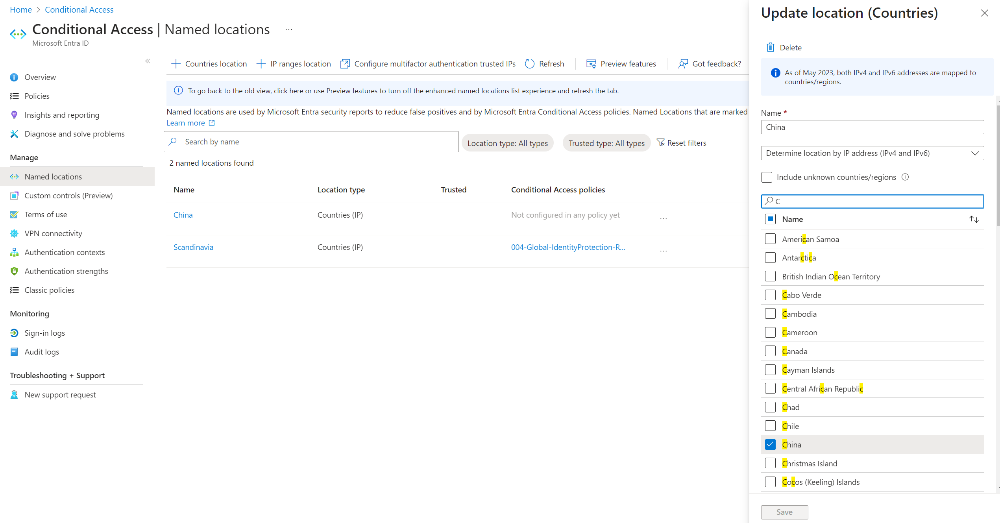 Home > Conditional Access
Conditional Access | Named locations ...
Microsoft Entra ID
Overview
Policies
Insights and reporting
Diagnose and solve problems
Manage
Named locations
Custom controls (Preview)
Terms of use
VPN connectivity
Authentication contexts
Authentication strengths
Classic policies
Monitoring
Sign-in logs
Audit logs
Troubleshooting + Support
New support request
Countries location IP ranges location Configure multifactor authentication trusted IPs Refresh Preview features Got feedback?
To go back to the old view, click here or use Preview features to turn off the enhanced named locations list experience and refresh the tab.
Named locations are used by Microsoft Entra security reports to reduce false positives and by Microsoft Entra Conditional Access policies. Named Locations that are marked
Learn more
Search by name Location type: All types Trusted type: All types Reset filters
2 named locations found
Name Location type Trusted Conditional Access policies
China Countries (IP) Not configured in any policy yet ...
Scandinavia Countries (IP) 004-Global-IdentityProtection-R... ...
Update location (Countries)
Delete
As of May 2023, both IPv4 and IPv6 addresses are mapped to
countries/regions.
Name *
China
Determine location by IP address (IPv4 and IPv6)
Include unknown countries/regions
C
Name
American Samoa
Antarctica
British Indian Ocean Territory
Cabo Verde
Cambodia
Cameroon
Canada
Cayman Islands
Central African Republic
Chad
Chile
China
Christmas Island
Cocos (Keeling) Islands
Save